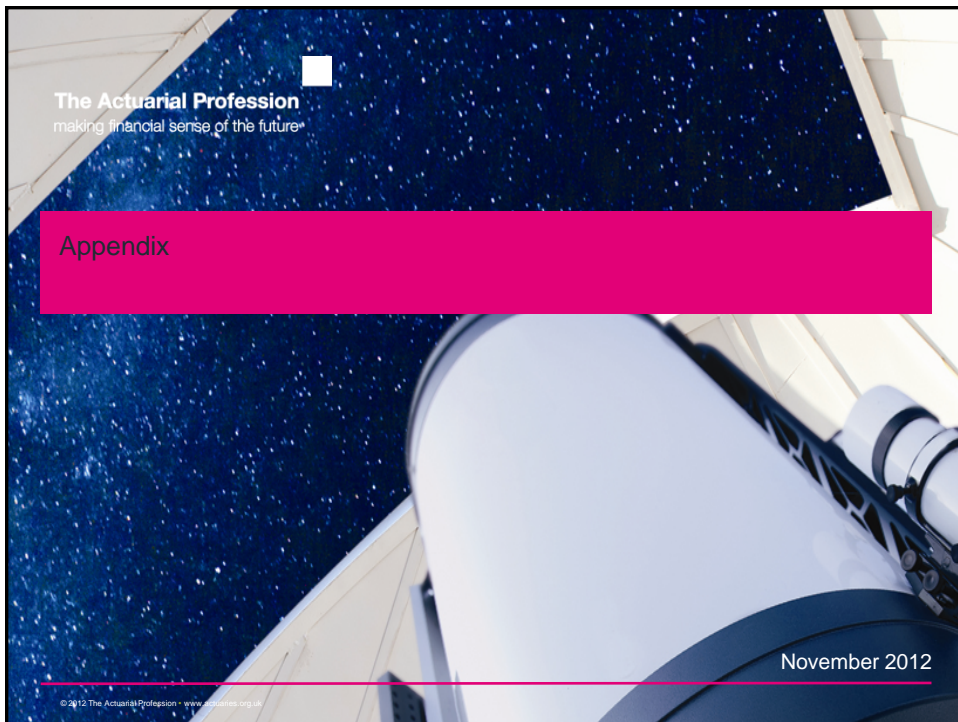 The Actuarial Profession
making financial sense of the future
Appendix
November 2012
© 2012 The Actuarial Profession • www.actuaries.org.uk